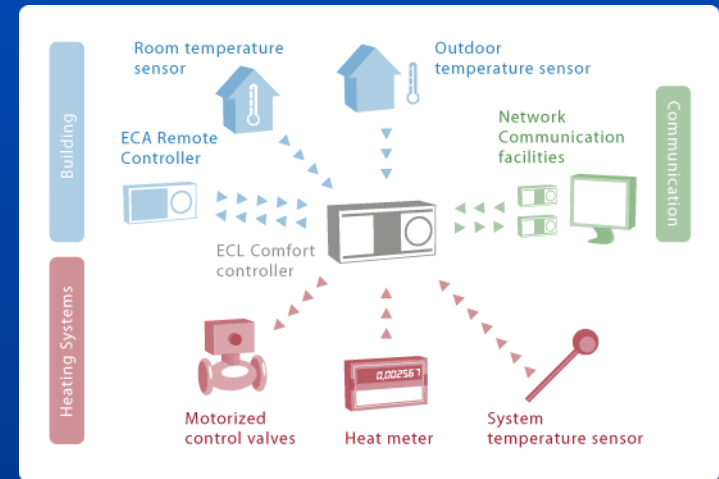 Room temperature
sensor
Outdoor
temperature sensor
Building
ECA Remote
Controller
Network
Communication
facilities
Communication
ECL Comfort
controller
Heating Systems
0,002567
Motorized
control valves
Heat meter
System
temperature sensor